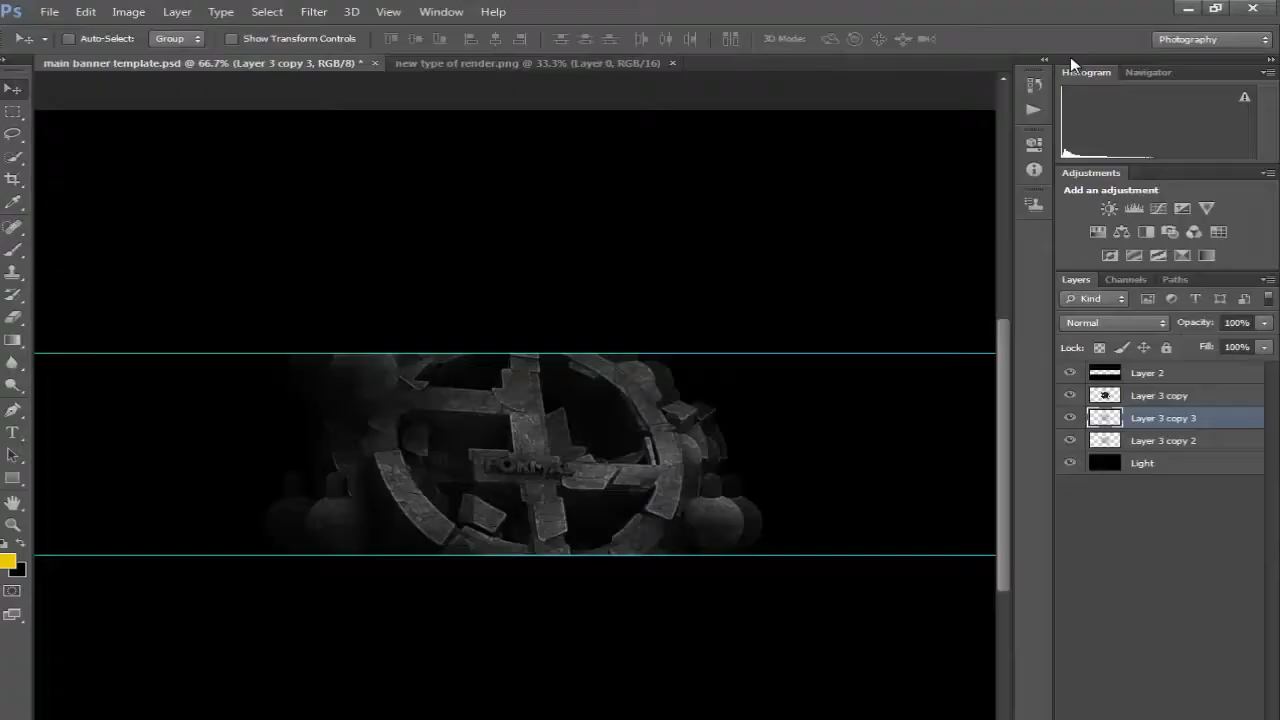 Ps File Edit Image Layer Type Select Filter 3D View Window Help
Auto-Select: Group Show Transform Controls 3D Mode: Photography
main banner template.psd @ 66.7% (Layer 3 copy 3, RGB/8) * × new type of render.png @ 33.3% (Layer 0, RGB/16) ×
Histogram Navigator
Adjustments
Add an adjustment
Layers Channels Paths
Kind
Normal Opacity: 100%
Lock: Fill: 100%
Layer 2
Layer 3 copy
Layer 3 copy 3
Layer 3 copy 2
Light